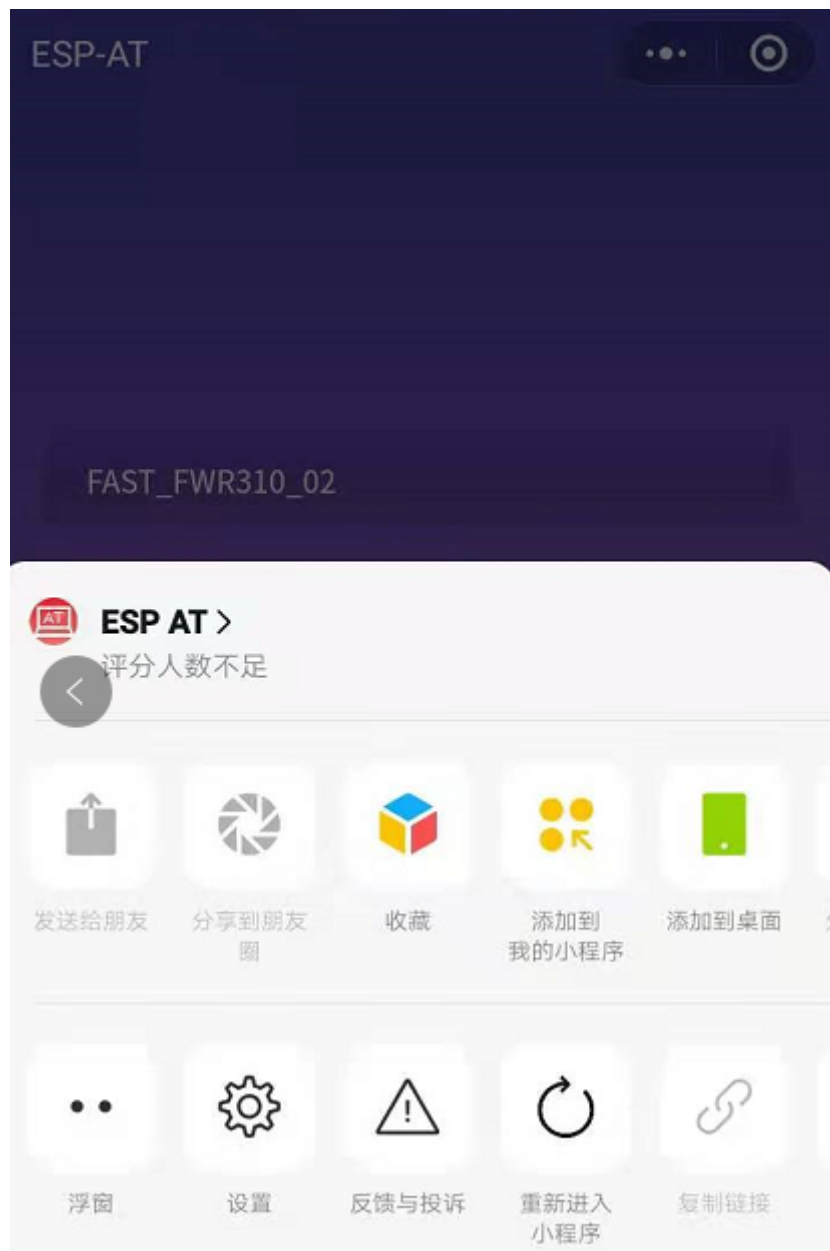 ESP-AT
FAST_FWR310_02
AT
ESP AT
评分人数不足
发送给朋友
分享到朋友
圈
收藏
添加到
我的小程序
添加到桌面
浮窗
设置
反馈与投诉
重新进入
小程序
复制链接